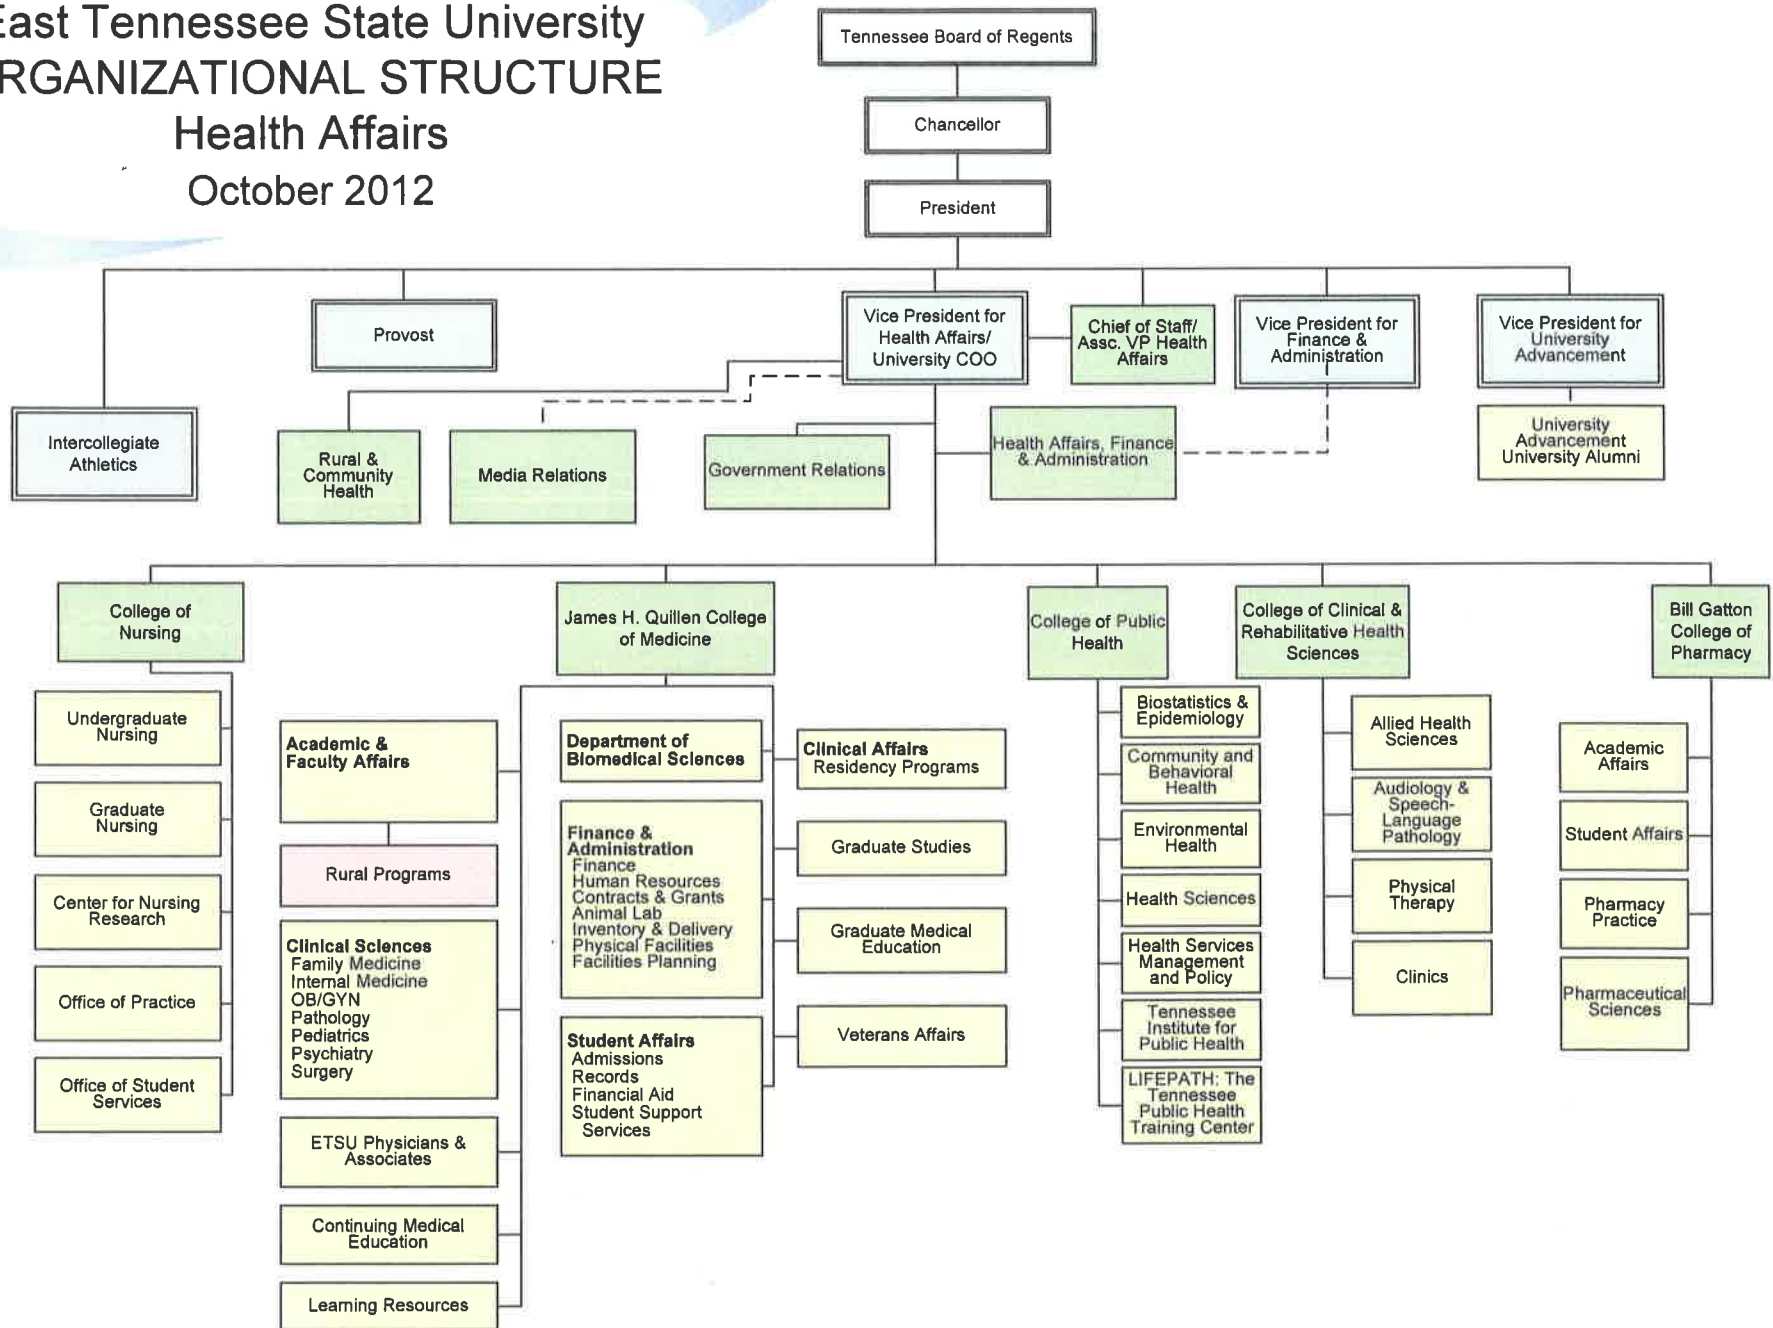 East Tennessee State University
RGANIZATIONAL STRUCTURE
Health Affairs
October 2012
Tennessee Board of Regents
Chancellor
President
Provost
Vice President for
Health Affairs/
University COO
Chief of Staff/
Assc. VP Health
Affairs
Vice President for
Finance &
Administration
Vice President for
University
Advancement
Intercollegiate
Athletics
Rural &
Community
Health
Media Relations
Government Relations
Health Affairs, Finance
& Administration
University
Advancement
University Alumni
College of
Nursing
James H. Quillen College
of Medicine
College of Public
Health
College of Clinical &
Rehabilitative Health
Sciences
Bill Gatton
College of
Pharmacy
Undergraduate
Nursing
Graduate
Nursing
Center for Nursing
Research
Office of Practice
Office of Student
Services
Academic &
Faculty Affairs
Rural Programs
Clinical Sciences
Family Medicine
Internal Medicine
OB/GYN
Pathology
Pediatrics
Psychiatry
Surgery
ETSU Physicians &
Associates
Continuing Medical
Education
Learning Resources
Department of
Biomedical Sciences
Finance &
Administration
Finance
Human Resources
Contracts & Grants
Animal Lab
Inventory & Delivery
Physical Facilities
Facilities Planning
Student Affairs
Admissions
Records
Financial Aid
Student Support
Services
Clinical Affairs
Residency Programs
Graduate Studies
Graduate Medical
Education
Veterans Affairs
Biostatistics &
Epidemiology
Community and
Behavioral
Health
Environmental
Health
Health Sciences
Health Services
Management
and Policy
Tennessee
Institute for
Public Health
LIFEPATH: The
Tennessee
Public Health
Training Center
Allied Health
Sciences
Audiology &
Speech-
Language
Pathology
Physical
Therapy
Clinics
Academic
Affairs
Student Affairs
Pharmacy
Practice
Pharmaceutical
Sciences